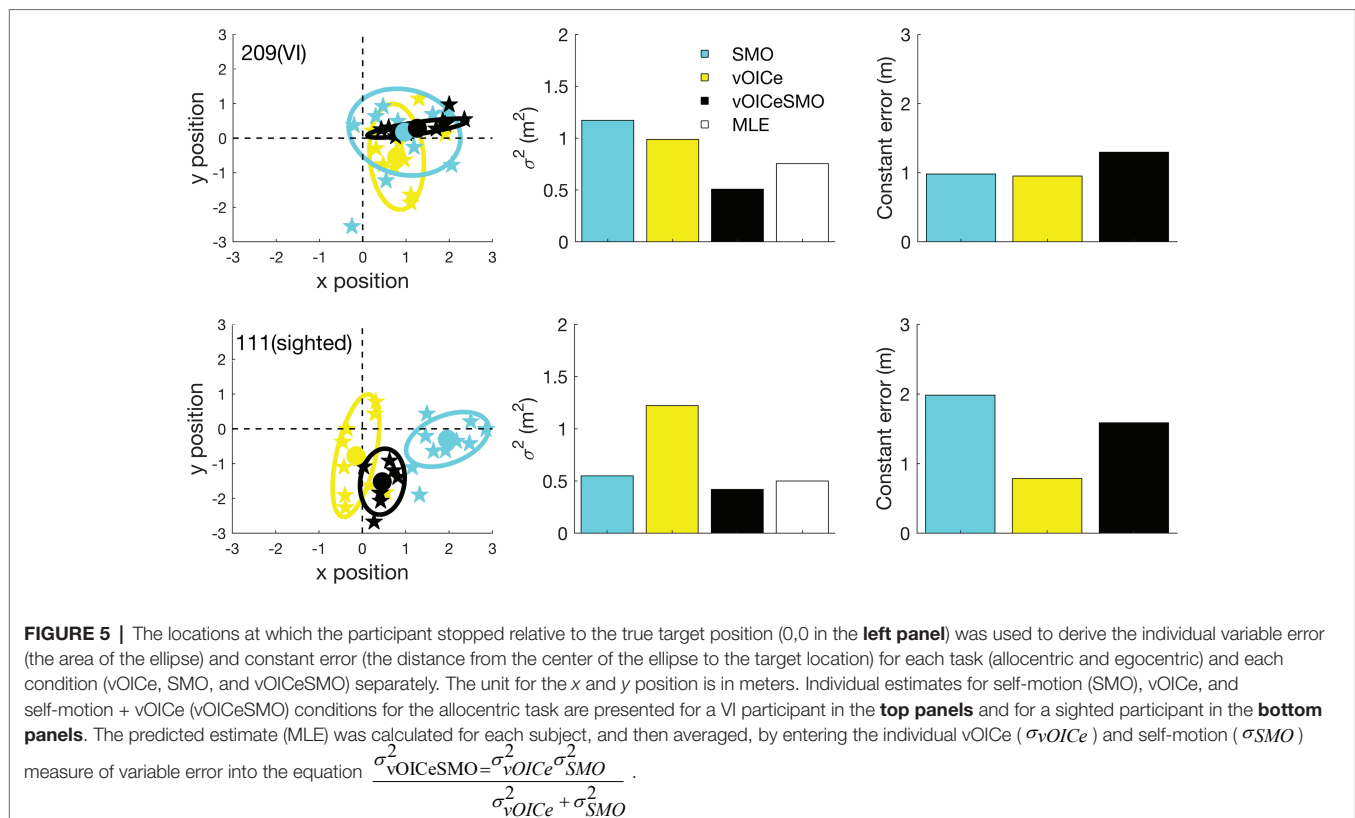 209(VI)
3
2
1
0
-1
-2
-3
y position
-3 -2 -1 0 1 2 3
x position
2
1.5
1
0.5
0
σ² (m²)
SMO
vOICe
vOICeSMO
MLE
3
2
1
0
Constant error (m)
111(sighted)
3
2
1
0
-1
-2
-3
y position
-3 -2 -1 0 1 2 3
x position
2
1.5
1
0.5
0
σ² (m²)
3
2
1
0
Constant error (m)
FIGURE 5 | The locations at which the participant stopped relative to the true target position (0,0 in the left panel) was used to derive the individual variable error
(the area of the ellipse) and constant error (the distance from the center of the ellipse to the target location) for each task (allocentric and egocentric) and each
condition (vOICe, SMO, and vOICeSMO) separately. The unit for the x and y position is in meters. Individual estimates for self-motion (SMO), vOICe, and
self-motion + vOICe (vOICeSMO) conditions for the allocentric task are presented for a VI participant in the top panels and for a sighted participant in the bottom
panels. The predicted estimate (MLE) was calculated for each subject, and then averaged, by entering the individual vOICe ( σvOICe ) and self-motion ( σSMO )
measure of variable error into the equation σ²vOICeSMO=σ²vOICeσ²SMO .
σ²vOICe + σ²SMO